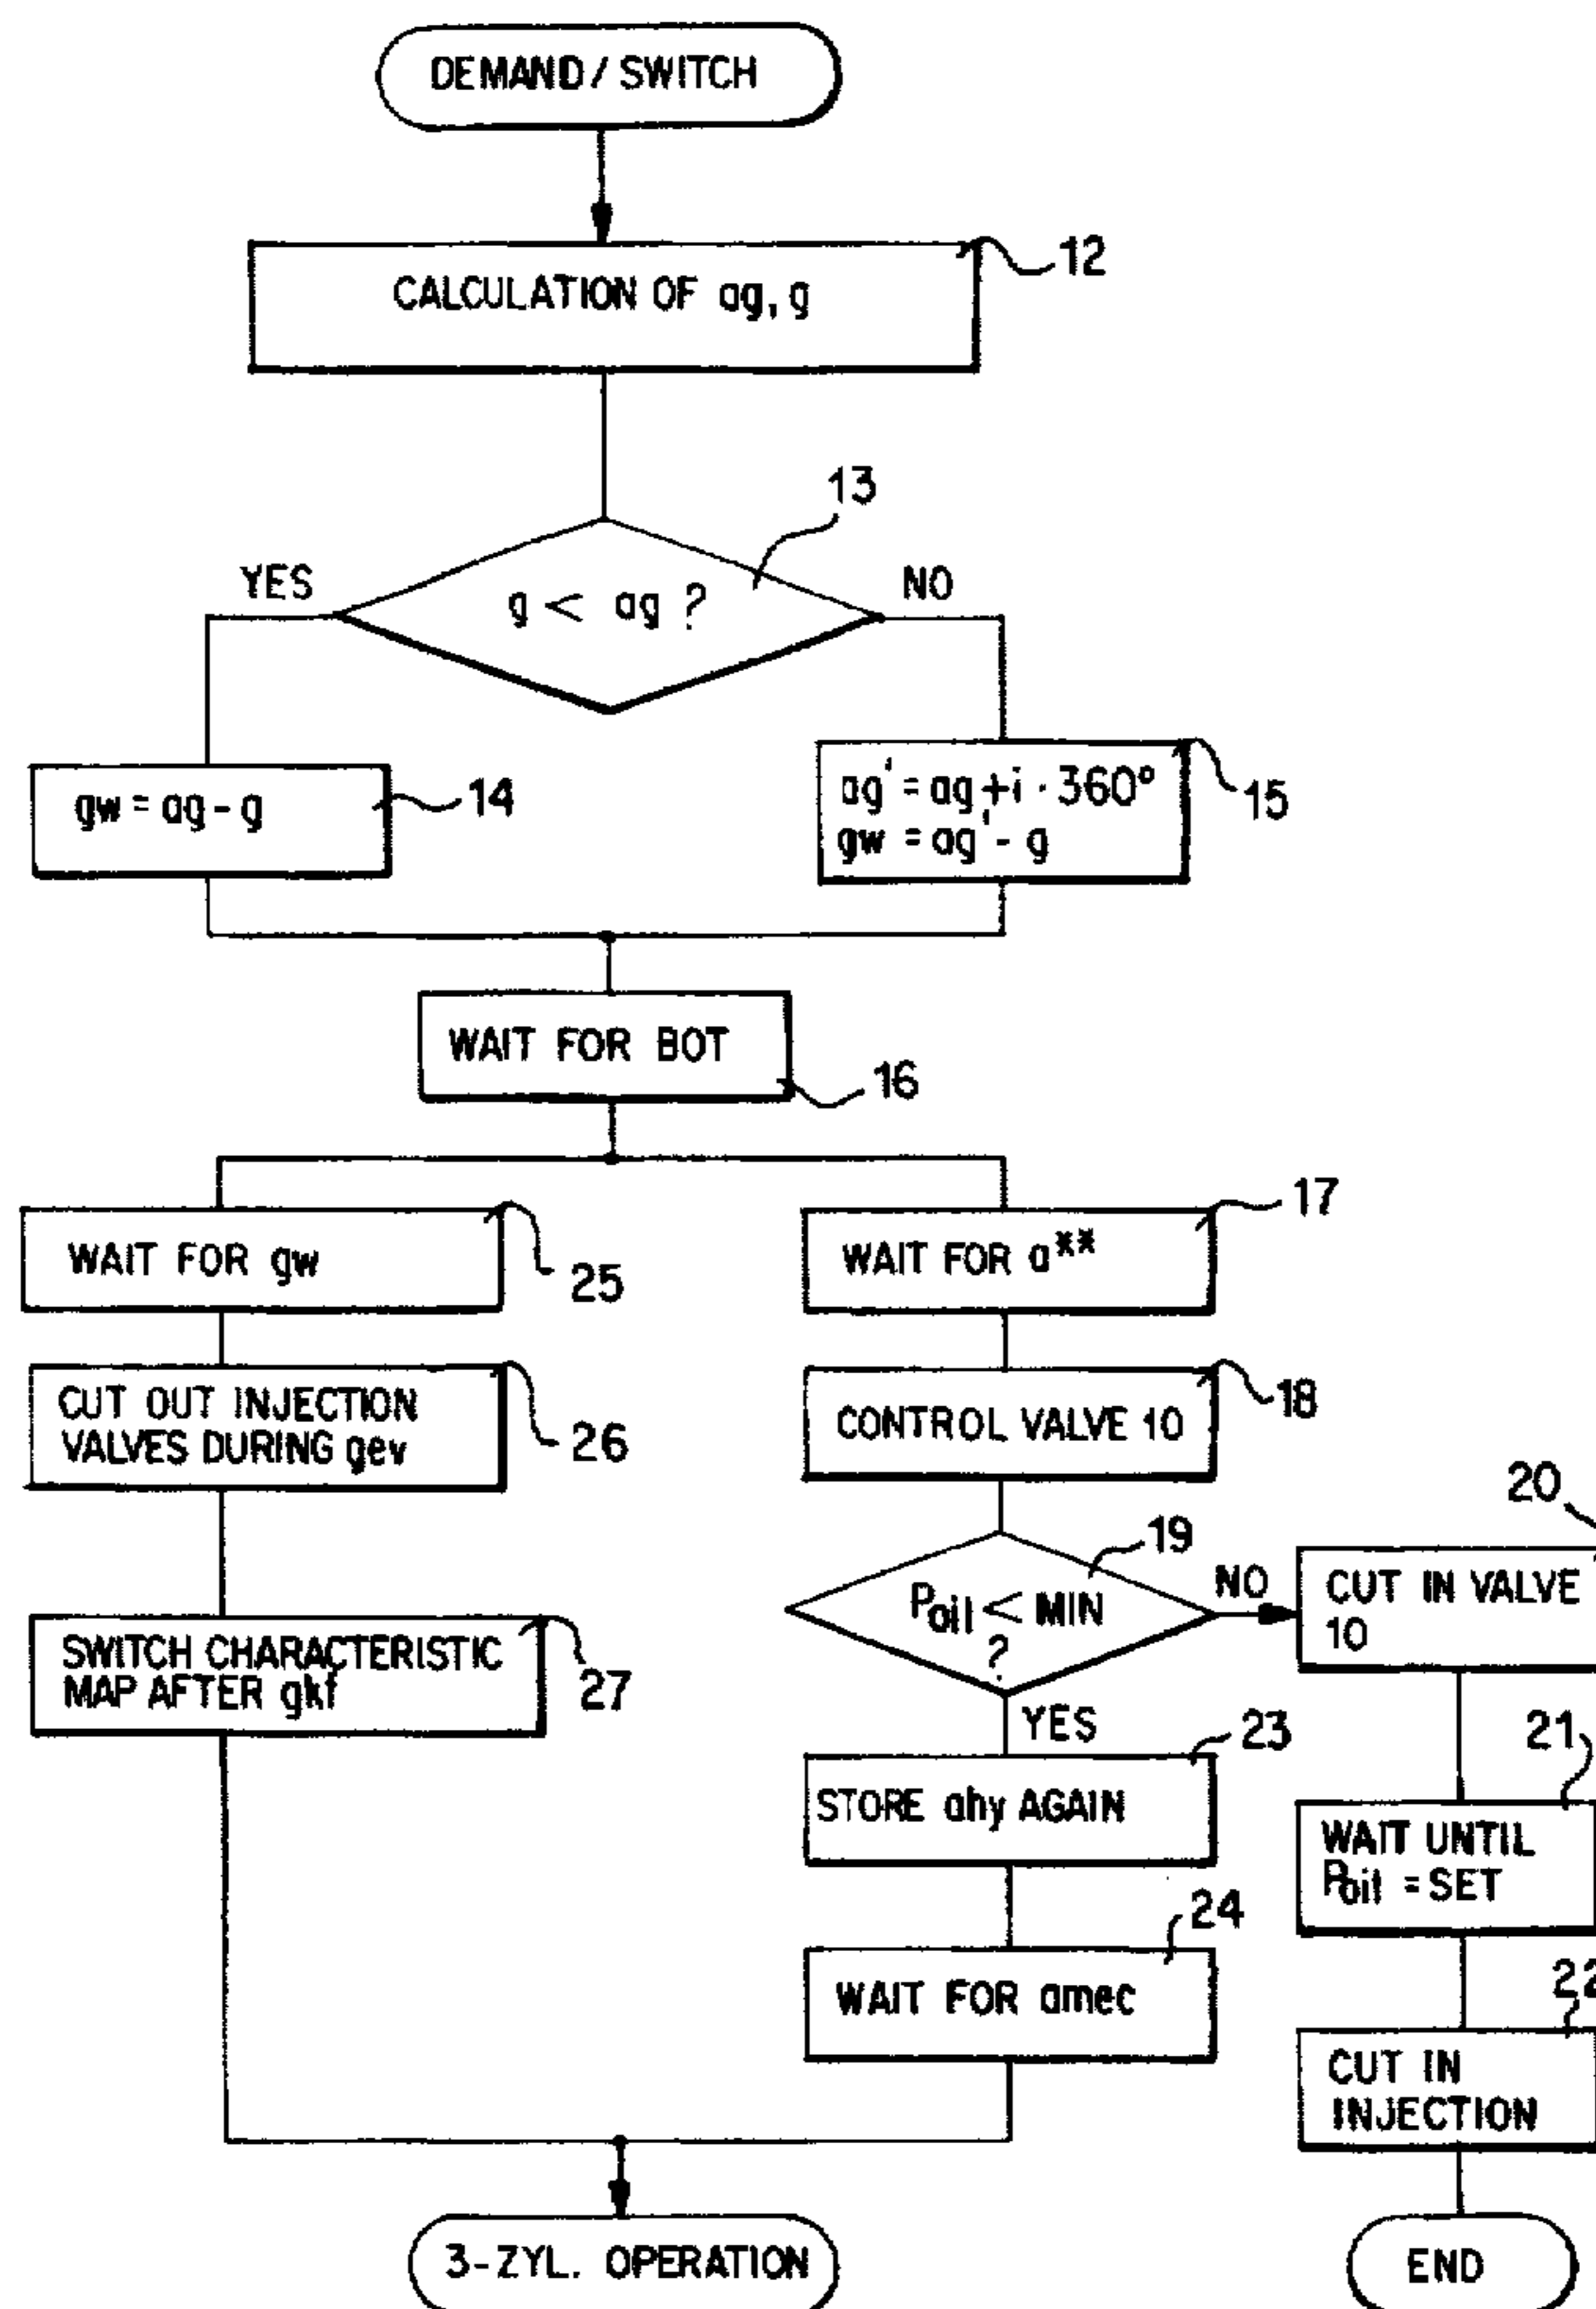 DEMAND / SWITCH
12
CALCULATION OF ag, g
13
YES
NO
g < ag ?
gw = ag - g
14
ag' = ag + i · 360°
gw = ag' - g
15
WAIT FOR BOT
16
17
WAIT FOR gw
25
WAIT FOR a**
CUT OUT INJECTION
VALVES DURING gev
26
CONTROL VALVE 10
18
20
19
NO
P oil < MIN
?
CUT IN VALVE
10
SWITCH CHARACTERISTIC
MAP AFTER gkf
27
YES
23
21
STORE ahy AGAIN
WAIT UNTIL
P oil = SET
24
WAIT FOR amec
22
CUT IN
INJECTION
3-ZYL. OPERATION
END